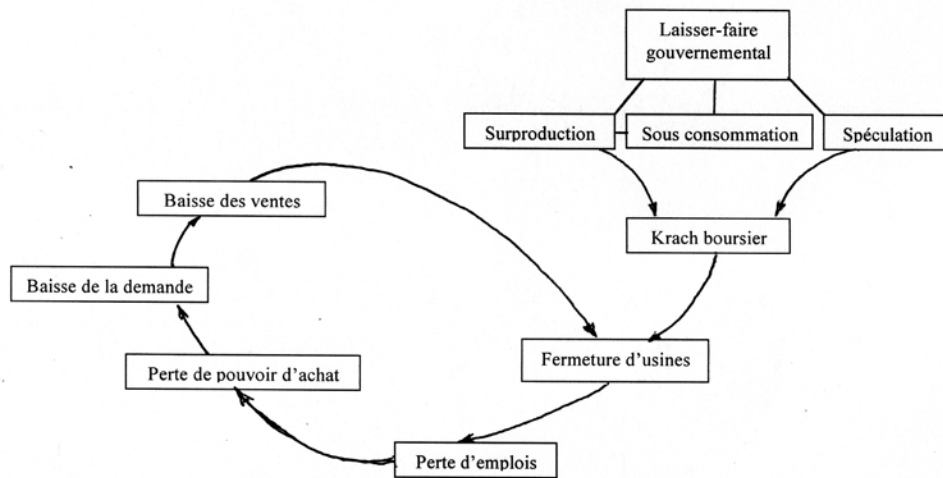 Laisser-faire
gouvernemental
Surproduction
Sous consommation
Spéculation
Baisse des ventes
Krach boursier
Baisse de la demande
Fermeture d'usines
Perte de pouvoir d'achat
Perte d'emplois